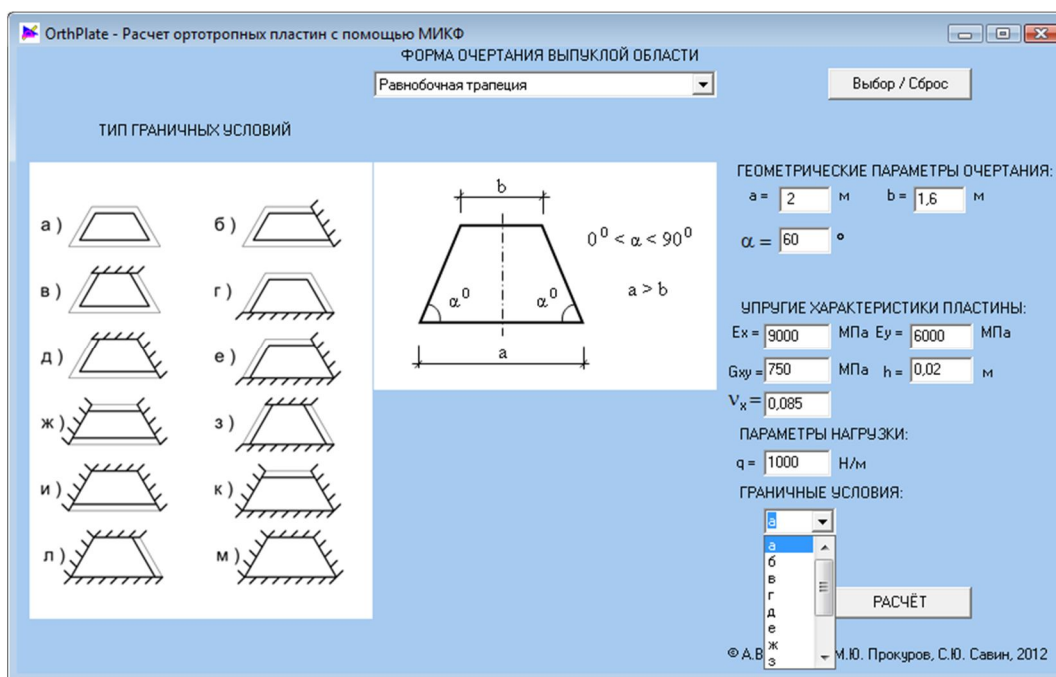 OrthPlate - Расчет ортотропных пластин с помощью МИКФ
ФОРМА ОЧЕРТАНИЯ ВЫПУКЛОЙ ОБЛАСТИ
Равнобочная трапеция
Выбор / Сброс
ТИП ГРАНИЧНЫХ УСЛОВИЙ
а )
б )
в )
г )
д )
е )
ж )
з )
и )
к )
л )
м )
b
0⁰ < α < 90⁰
a > b
α⁰
α⁰
a
ГЕОМЕТРИЧЕСКИЕ ПАРАМЕТРЫ ОЧЕРТАНИЯ:
a = 2 м b = 1,6 м
α = 60 °
УПРУГИЕ ХАРАКТЕРИСТИКИ ПЛАСТИНЫ:
Ex = 9000 МПа Ey = 6000 МПа
Gxy = 750 МПа h = 0,02 м
νx = 0,085
ПАРАМЕТРЫ НАГРУЗКИ:
q = 1000 Н/м
ГРАНИЧНЫЕ УСЛОВИЯ:
а
а
б
в
г
д
е
ж
з
РАСЧЁТ
© А.В М.Ю. Прокуров, С.Ю. Савин, 2012